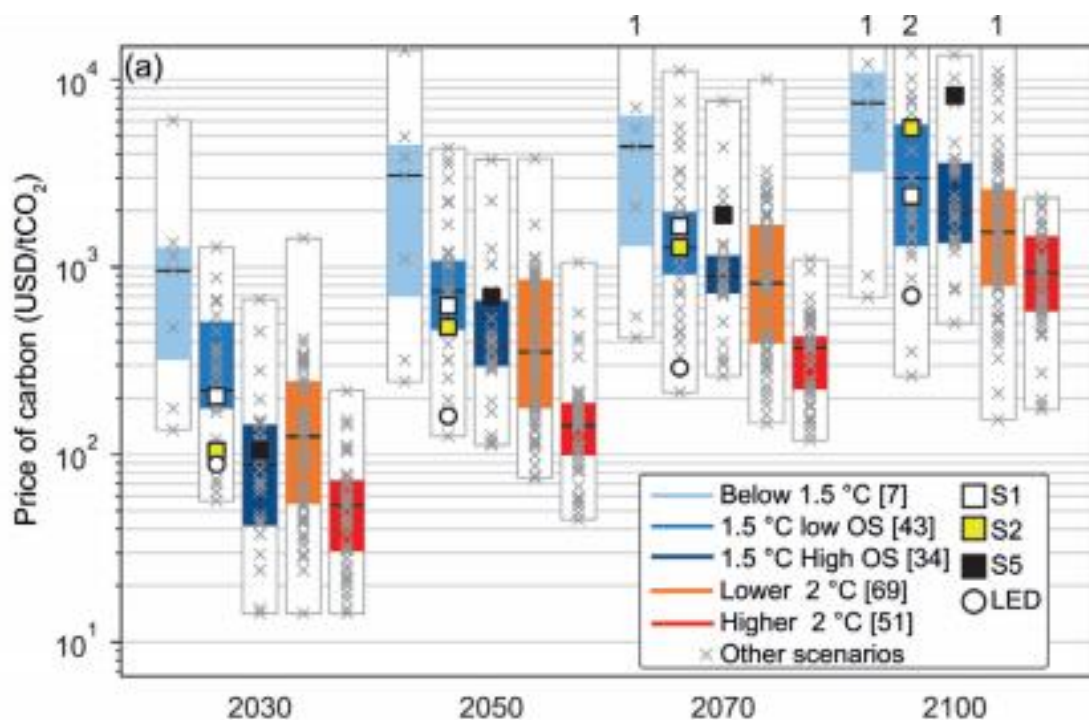 1 1 2 1
(a)
10⁴
10³
10²
10¹
Price of carbon (USD/tCO₂)
Below 1.5 °C [7]
1.5 °C low OS [43]
1.5 °C High OS [34]
Lower 2 °C [69]
Higher 2 °C [51]
Other scenarios
S1
S2
S5
LED
2030 2050 2070 2100